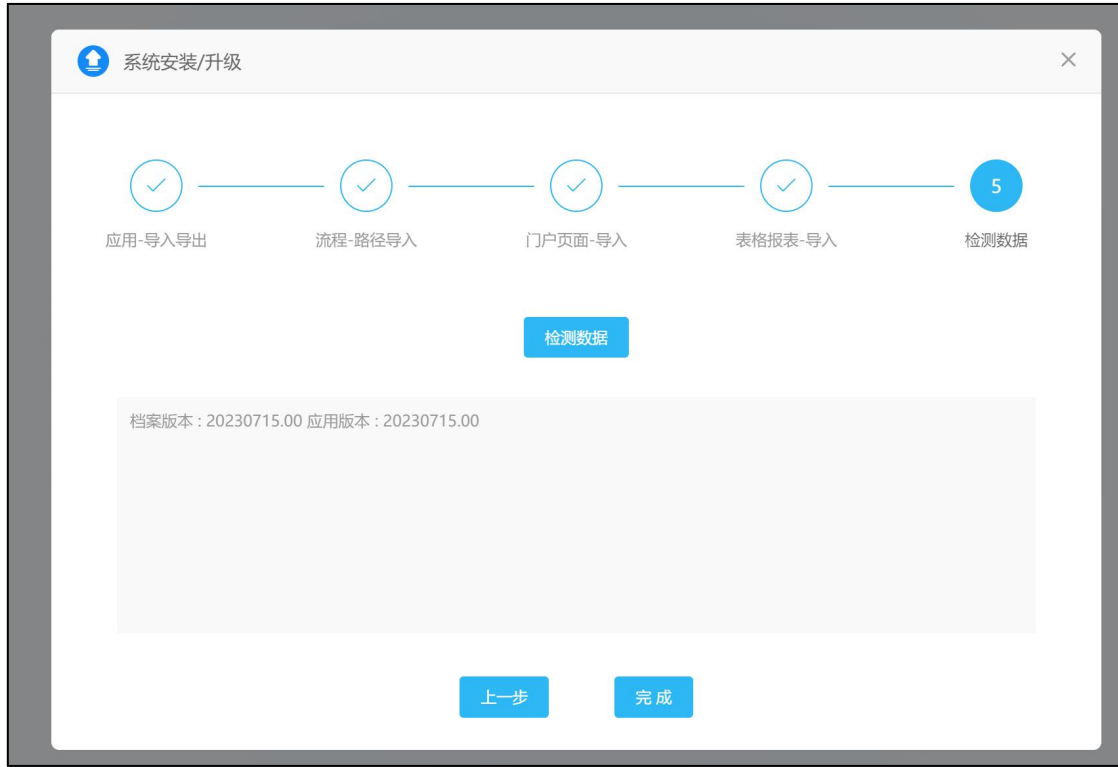 系统安装/升级
5
应用-导入导出 流程-路径导入 门户页面-导入 表格报表-导入 检测数据
检测数据
档案版本 : 20230715.00 应用版本 : 20230715.00
上一步 完 成